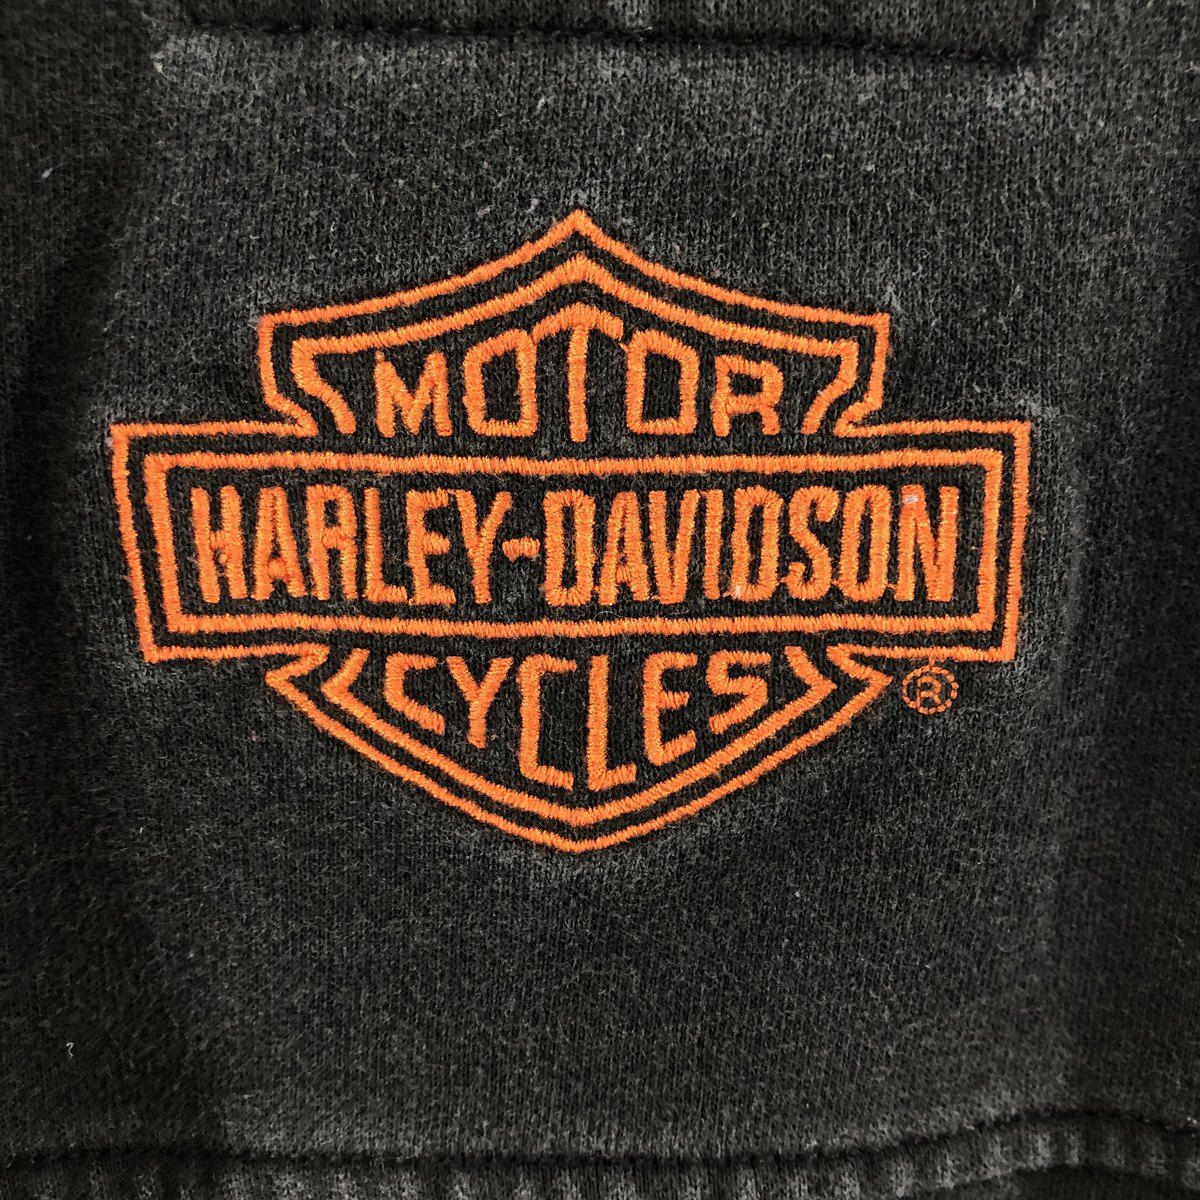 MOTOR
HARLEY-DAVIDSON
CYCLES
®